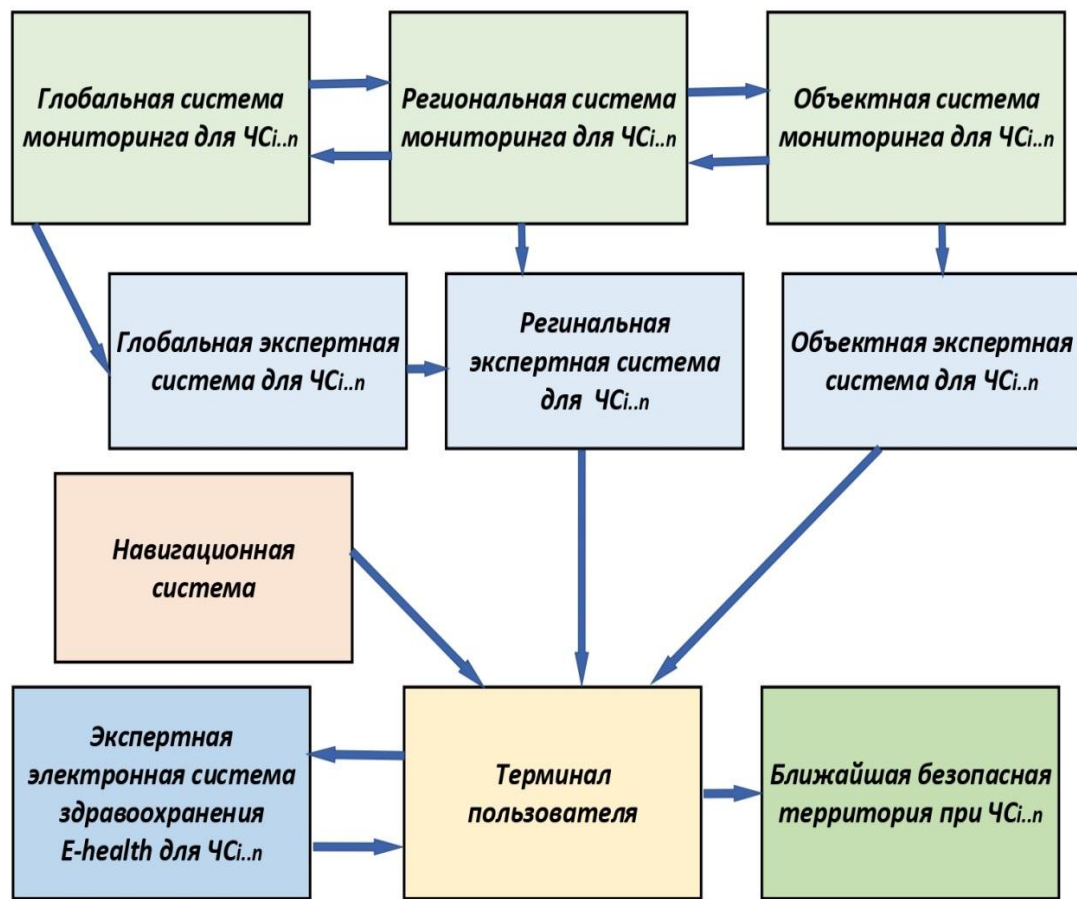 Глобальная система
мониторинга для ЧСi..n
Региональная система
мониторинга для ЧСi..n
Объектная система
мониторинга для ЧСi..n
Глобальная экспертная
система для ЧСi..n
Регинальная
экспертная система
для ЧСi..n
Объектная экспертная
система для ЧСi..n
Навигационная
система
Экспертная
электронная система
здравоохранения
E-health для ЧСi..n
Терминал
пользователя
Ближайшая безопасная
территория при ЧСi..n